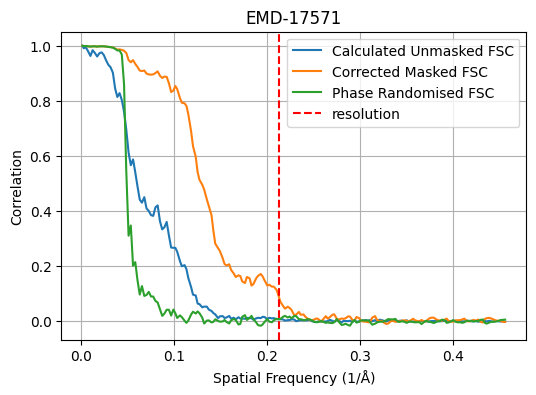 EMD-17571
Calculated Unmasked FSC
Corrected Masked FSC
Phase Randomised FSC
resolution
Correlation
1.0
0.8
0.6
0.4
0.2
0.0
0.0 0.1 0.2 0.3 0.4
Spatial Frequency (1/Å)